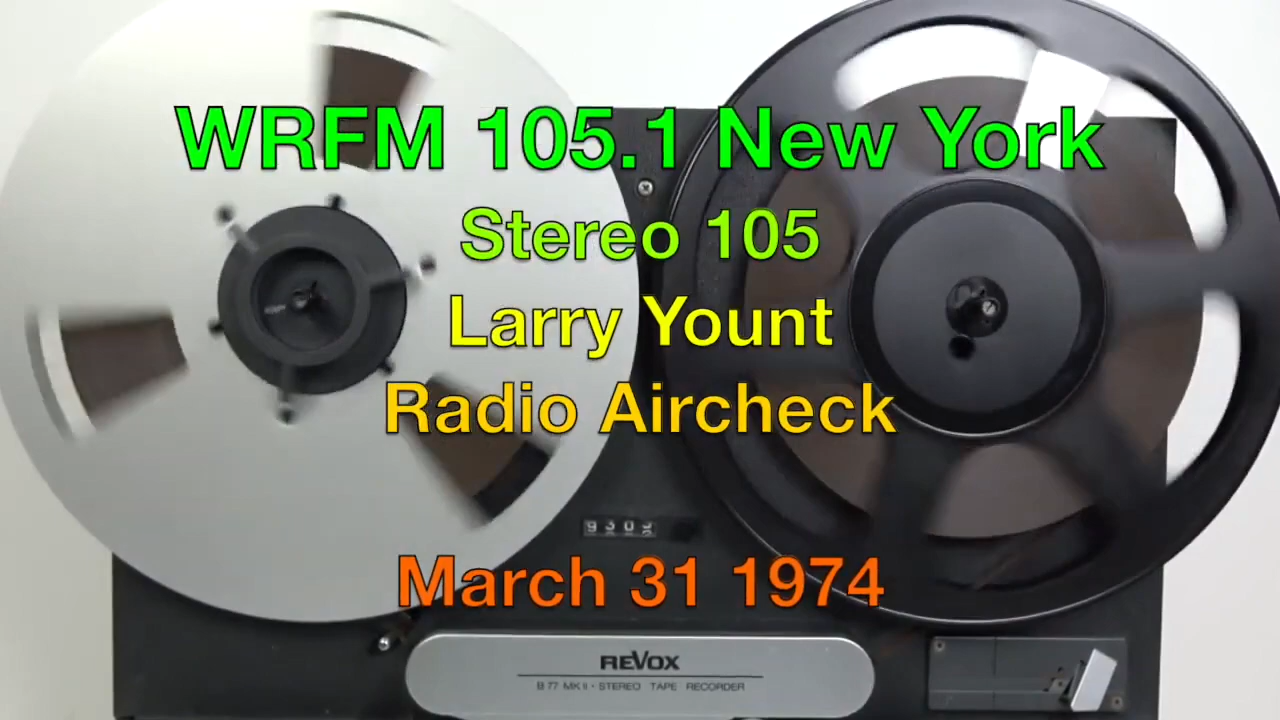 WRFM 105.1 New York
Stereo 105
Larry Yount
Radio Aircheck
March 31 1974
REVOX
B 77 MK II • STEREO TAPE RECORDER